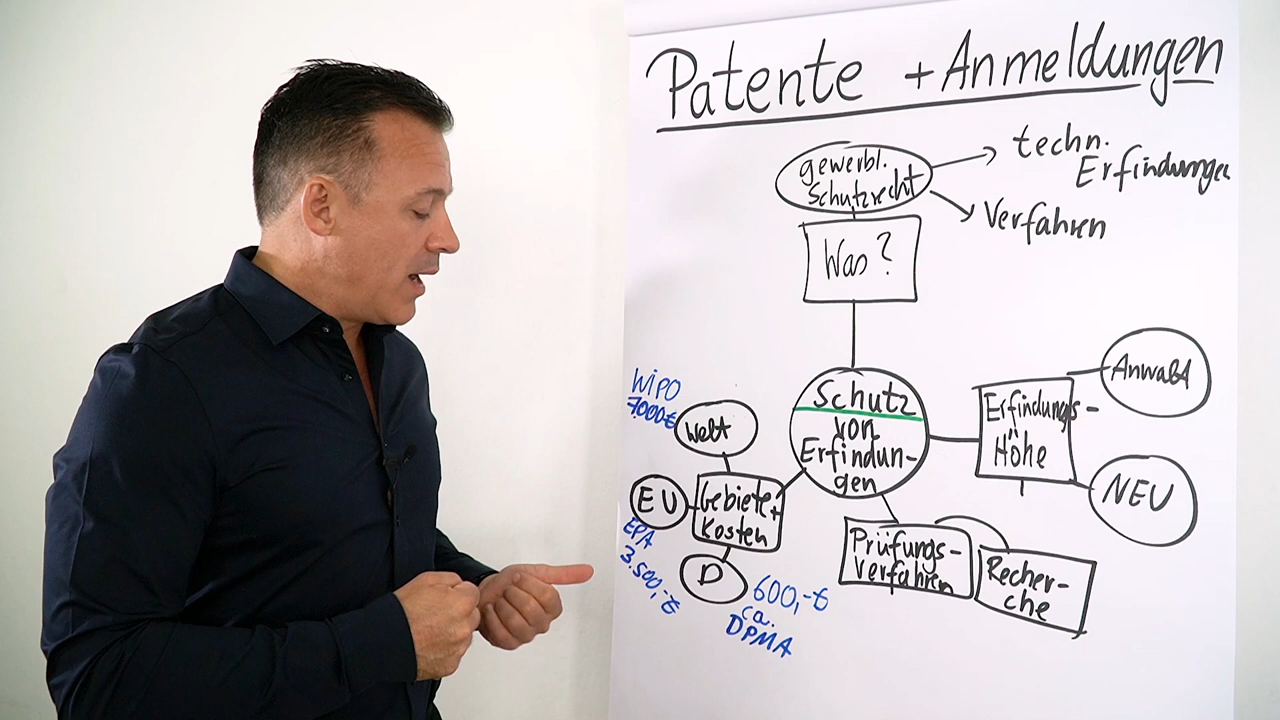 Patente + Anmeldungen
gewerbl.
Schutzrecht
techn.
Erfindungen
Verfahren
Was?
Schutz
von
Erfindun-
gen
Erfindungs-
Höhe
Anwalt
NEU
WiPO
7000€
Welt
EU
EPA
3.500,-€
Gebiete+
Kosten
D
600,-€
ca.
DPMA
Prüfungs-
Verfahren
Recher-
che